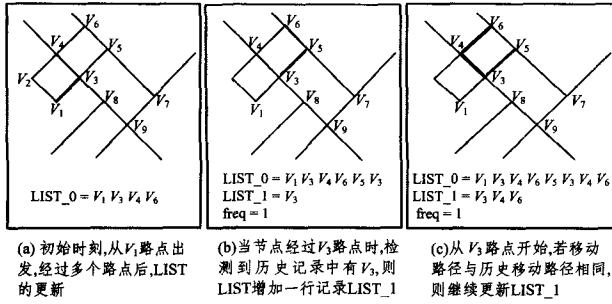 V6
V4
V5
V2
V3
V1
V8
V7
V9
LIST_0 = V1 V3 V4 V6
(a) 初始时刻,从V1路点出
发,经过多个路点后,LIST
的更新
V6
V4
V5
V3
V1
V8
V7
V9
LIST_0 = V1 V3 V4 V6 V5 V3
LIST_1 = V3
freq = 1
(b)当节点经过V3路点时,检
测到历史记录中有V3,则
LIST增加一行记录LIST_1
V6
V4
V5
V3
V1
V8
V7
V9
LIST_0 = V1 V3 V4 V6 V5 V3 V4 V6
LIST_1 = V3 V4 V6
freq = 1
(c)从V3路点开始,若移动
路径与历史移动路径相同,
则继续更新LIST_1